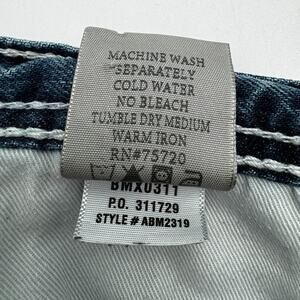 MACHINE WASH
SEPARATELY
COLD WATER
NO BLEACH
TUMBLE DRY MEDIUM
WARM IRON
RN#75720
BMX0311
P.O. 311729
STYLE # ABM2319